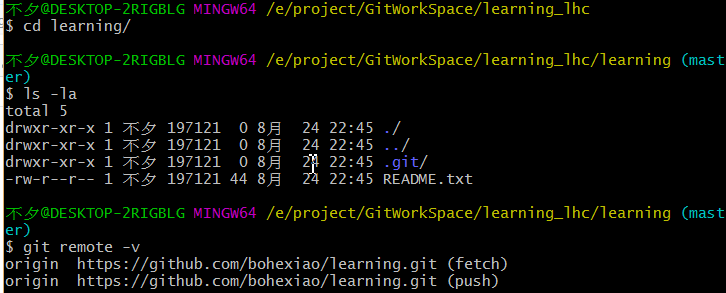 不夕@DESKTOP-2RIGBLG MINGW64 /e/project/GitWorkSpace/learning_lhc
$ cd learning/
不夕@DESKTOP-2RIGBLG MINGW64 /e/project/GitWorkSpace/learning_lhc/learning (mast
er)
$ ls -la
total 5
drwxr-xr-x 1 不夕 197121  0 8月  24 22:45 ./
drwxr-xr-x 1 不夕 197121  0 8月  24 22:45 ../
drwxr-xr-x 1 不夕 197121  0 8月  24 22:45 .git/
-rw-r--r-- 1 不夕 197121 44 8月  24 22:45 README.txt
不夕@DESKTOP-2RIGBLG MINGW64 /e/project/GitWorkSpace/learning_lhc/learning (mast
er)
$ git remote -v
origin  https://github.com/bohexiao/learning.git (fetch)
origin  https://github.com/bohexiao/learning.git (push)